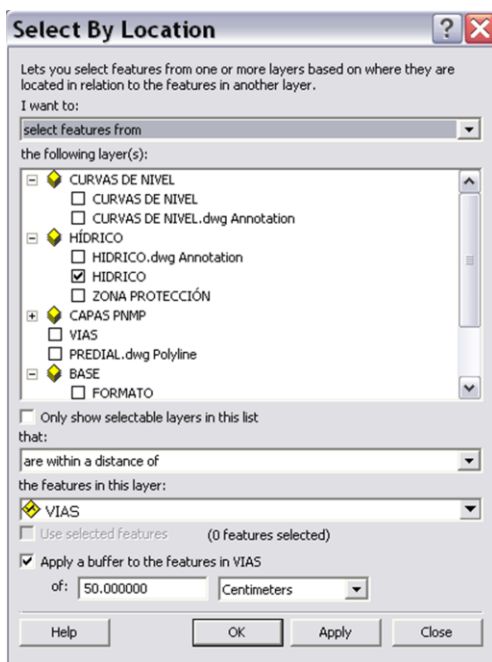 Select By Location
Lets you select features from one or more layers based on where they are
located in relation to the features in another layer.
I want to:
select features from
the following layer(s):
CURVAS DE NIVEL
CURVAS DE NIVEL
CURVAS DE NIVEL.dwg Annotation
HÍDRICO
HIDRICO.dwg Annotation
HIDRICO
ZONA PROTECCIÓN
CAPAS PNMP
VIAS
PREDIAL.dwg Polyline
BASE
FORMATO
Only show selectable layers in this list
that:
are within a distance of
the features in this layer:
VIAS
Use selected features (0 features selected)
Apply a buffer to the features in VIAS
of: 50.000000 Centimeters
Help OK Apply Close